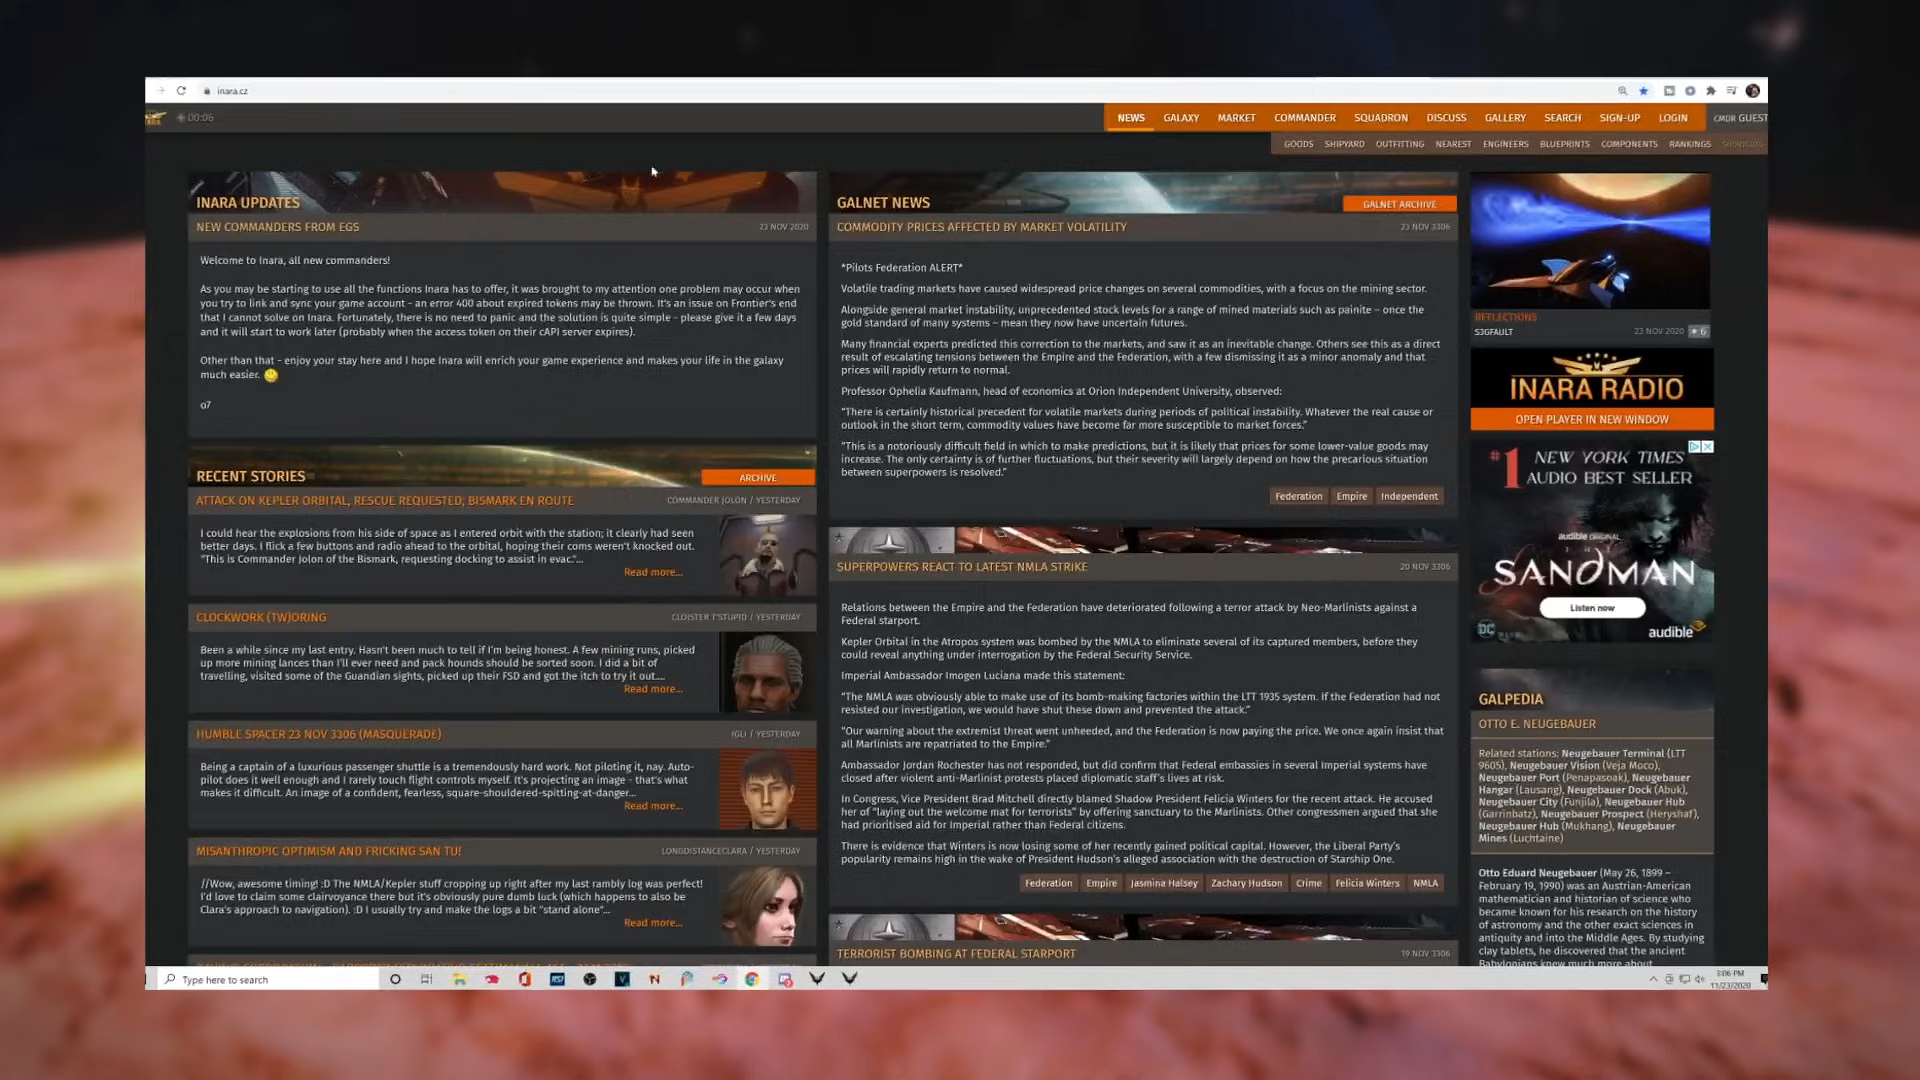 inara.cz
00:06
NEWS GALAXY MARKET COMMANDER SQUADRON DISCUSS GALLERY SEARCH SIGN-UP LOGIN CMDR GUEST
GOODS SHIPYARD OUTFITTING NEAREST ENGINEERS BLUEPRINTS COMPONENTS RANKINGS
INARA UPDATES
NEW COMMANDERS FROM EGS 23 NOV 2020
Welcome to Inara, all new commanders!
As you may be starting to use all the functions Inara has to offer, it was brought to my attention one problem may occur when
you try to link and sync your game account - an error 400 about expired tokens may be thrown. It's an issue on Frontier's end
that I cannot solve on Inara. Fortunately, there is no need to panic and the solution is quite simple - please give it a few days
and it will start to work later (probably when the access token on their cAPI server expires).
Other than that - enjoy your stay here and I hope Inara will enrich your game experience and makes your life in the galaxy
much easier.
o7
RECENT STORIES
ARCHIVE
ATTACK ON KEPLER ORBITAL, RESCUE REQUESTED; BISMARK EN ROUTE COMMANDER JOLON / YESTERDAY
I could hear the explosions from his side of space as I entered orbit with the station; it clearly had seen
better days. I flick a few buttons and radio ahead to the orbital, hoping their coms weren't knocked out.
"This is Commander Jolon of the Bismark, requesting docking to assist in evac."...
Read more...
CLOCKWORK (TW)ORING CLOISTER T'STUPID / YESTERDAY
Been a while since my last entry. Hasn't been much to tell if I'm being honest. A few mining runs, picked
up more mining lances than I'll ever need and pack hounds should be sorted soon. I did a bit of
travelling, visited some of the Guandian sights, picked up their FSD and got the itch to try it out....
Read more...
HUMBLE SPACER 23 NOV 3306 (MASQUERADE) IGLI / YESTERDAY
Being a captain of a luxurious passenger shuttle is a tremendously hard work. Not piloting it, nay. Auto-
pilot does it well enough and I rarely touch flight controls myself. It's projecting an image - that's what
makes it difficult. An image of a confident, fearless, square-shouldered-spitting-at-danger...
Read more...
MISANTHROPIC OPTIMISM AND FRICKING SAN TU! LONGDISTANCECLARA / YESTERDAY
//Wow, awesome timing! :D The NMLA/Kepler stuff cropping up right after my last rambly log was perfect!
I'd love to claim some clairvoyance there but it's obviously pure dumb luck (which happens to also be
Clara's approach to navigation). :D I usually try and make the logs a bit "stand alone"...
Read more...
GALNET NEWS
GALNET ARCHIVE
COMMODITY PRICES AFFECTED BY MARKET VOLATILITY 23 NOV 3306
*Pilots Federation ALERT*
Volatile trading markets have caused widespread price changes on several commodities, with a focus on the mining sector.
Alongside general market instability, unprecedented stock levels for a range of mined materials such as painite – once the
gold standard of many systems – mean they now have uncertain futures.
Many financial experts predicted this correction to the markets, and saw it as an inevitable change. Others see this as a direct
result of escalating tensions between the Empire and the Federation, with a few dismissing it as a minor anomaly and that
prices will rapidly return to normal.
Professor Ophelia Kaufmann, head of economics at Orion Independent University, observed:
"There is certainly historical precedent for volatile markets during periods of political instability. Whatever the real cause or
outlook in the short term, commodity values have become far more susceptible to market forces."
"This is a notoriously difficult field in which to make predictions, but it is likely that prices for some lower-value goods may
increase. The only certainty is of further fluctuations, but their severity will largely depend on how the precarious situation
between superpowers is resolved."
Federation Empire Independent
SUPERPOWERS REACT TO LATEST NMLA STRIKE 20 NOV 3306
Relations between the Empire and the Federation have deteriorated following a terror attack by Neo-Marlinists against a
Federal starport.
Kepler Orbital in the Atropos system was bombed by the NMLA to eliminate several of its captured members, before they
could reveal anything under interrogation by the Federal Security Service.
Imperial Ambassador Imogen Luciana made this statement:
"The NMLA was obviously able to make use of its bomb-making factories within the LTT 1935 system. If the Federation had not
resisted our investigation, we would have shut these down and prevented the attack."
"Our warning about the extremist threat went unheeded, and the Federation is now paying the price. We once again insist that
all Marlinists are repatriated to the Empire."
Ambassador Jordan Rochester has not responded, but did confirm that Federal embassies in several Imperial systems have
closed after violent anti-Marlinist protests placed diplomatic staff's lives at risk.
In Congress, Vice President Brad Mitchell directly blamed Shadow President Felicia Winters for the recent attack. He accused
her of "laying out the welcome mat for terrorists" by offering sanctuary to the Marlinists. Other congressmen argued that she
had prioritised aid for Imperial rather than Federal citizens.
There is evidence that Winters is now losing some of her recently gained political capital. However, the Liberal Party's
popularity remains high in the wake of President Hudson's alleged association with the destruction of Starship One.
Federation Empire Jasmina Halsey Zachary Hudson Crime Felicia Winters NMLA
TERRORIST BOMBING AT FEDERAL STARPORT 19 NOV 3306
REFLECTIONS
S3GFAULT 23 NOV 2020 6
INARA RADIO
OPEN PLAYER IN NEW WINDOW
#1 NEW YORK TIMES
AUDIO BEST SELLER
audible ORIGINAL
SANDMAN
Listen now
DC
audible
GALPEDIA
OTTO E. NEUGEBAUER
Related stations: Neugebauer Terminal (LTT
9605), Neugebauer Vision (Veja Moco),
Neugebauer Port (Penapasoak), Neugebauer
Hangar (Lausang), Neugebauer Dock (Abuk),
Neugebauer City (Funjila), Neugebauer Hub
(Garrinbatz), Neugebauer Prospect (Heryshaf),
Neugebauer Hub (Mukhang), Neugebauer
Mines (Luchtaine)
Otto Eduard Neugebauer (May 26, 1899 –
February 19, 1990) was an Austrian-American
mathematician and historian of science who
became known for his research on the history
of astronomy and the other exact sciences in
antiquity and into the Middle Ages. By studying
clay tablets, he discovered that the ancient
Babylonians knew much more about
Type here to search
3:06 PM
11/23/2020